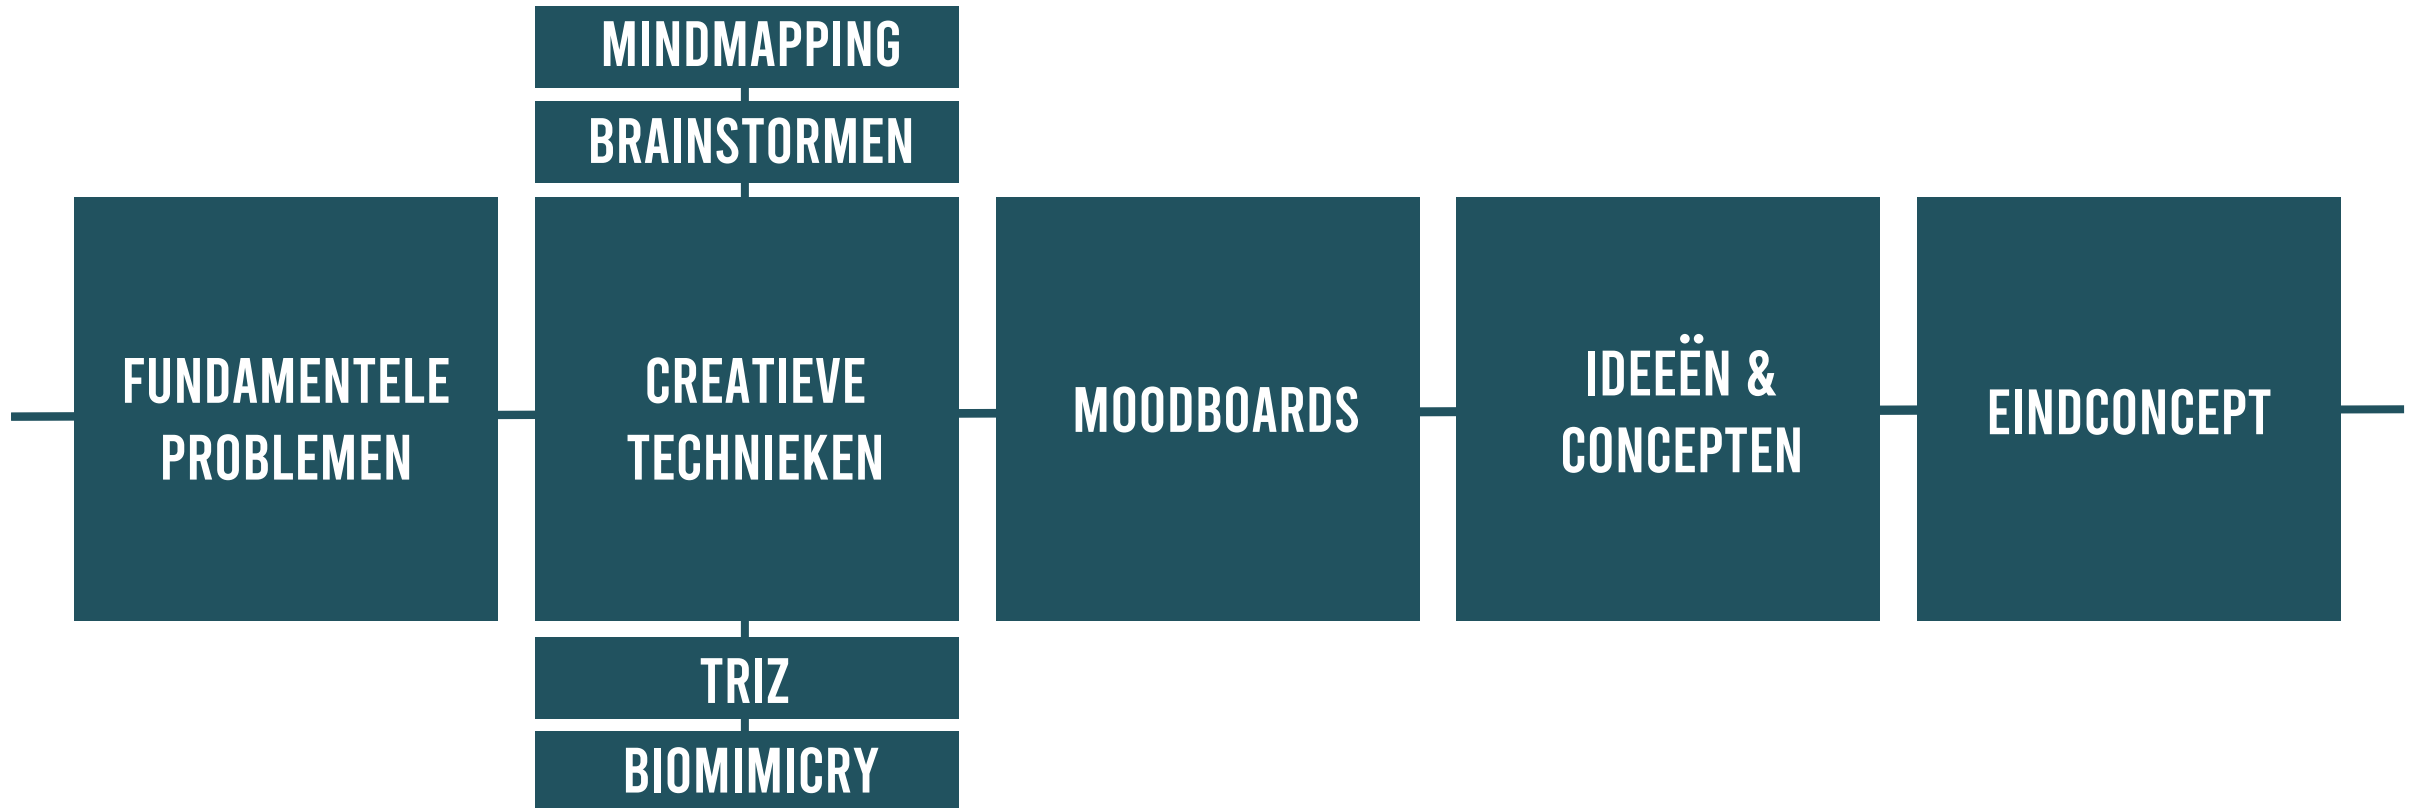 MINDMAPPING
BRAINSTORMEN
FUNDAMENTELE
PROBLEMEN
CREATIEVE
TECHNIEKEN
MOODBOARDS
IDEEËN &
CONCEPTEN
EINDCONCEPT
TRIZ
BIOMIMICRY